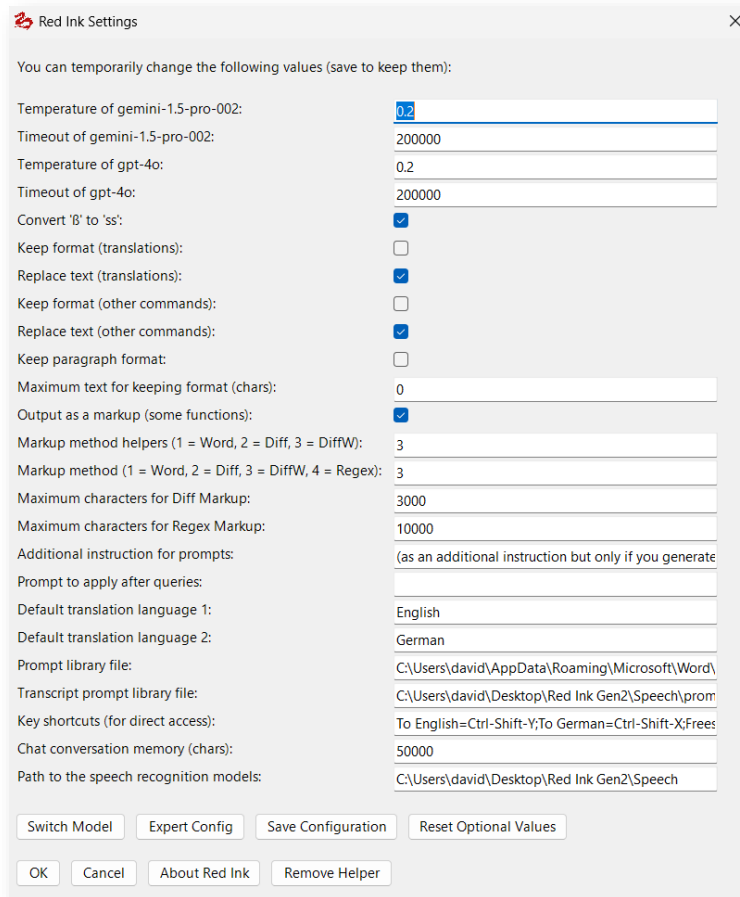 Red Ink Settings
You can temporarily change the following values (save to keep them):
Temperature of gemini-1.5-pro-002: 0.2
Timeout of gemini-1.5-pro-002: 200000
Temperature of gpt-4o: 0.2
Timeout of gpt-4o: 200000
Convert 'ß' to 'ss':
Keep format (translations):
Replace text (translations):
Keep format (other commands):
Replace text (other commands):
Keep paragraph format:
Maximum text for keeping format (chars): 0
Output as a markup (some functions):
Markup method helpers (1 = Word, 2 = Diff, 3 = DiffW): 3
Markup method (1 = Word, 2 = Diff, 3 = DiffW, 4 = Regex): 3
Maximum characters for Diff Markup: 3000
Maximum characters for Regex Markup: 10000
Additional instruction for prompts: (as an additional instruction but only if you generate
Prompt to apply after queries:
Default translation language 1: English
Default translation language 2: German
Prompt library file: C:\Users\david\AppData\Roaming\Microsoft\Word\
Transcript prompt library file: C:\Users\david\Desktop\Red Ink Gen2\Speech\prom
Key shortcuts (for direct access): To English=Ctrl-Shift-Y;To German=Ctrl-Shift-X;Frees
Chat conversation memory (chars): 50000
Path to the speech recognition models: C:\Users\david\Desktop\Red Ink Gen2\Speech
Switch Model Expert Config Save Configuration Reset Optional Values
OK Cancel About Red Ink Remove Helper